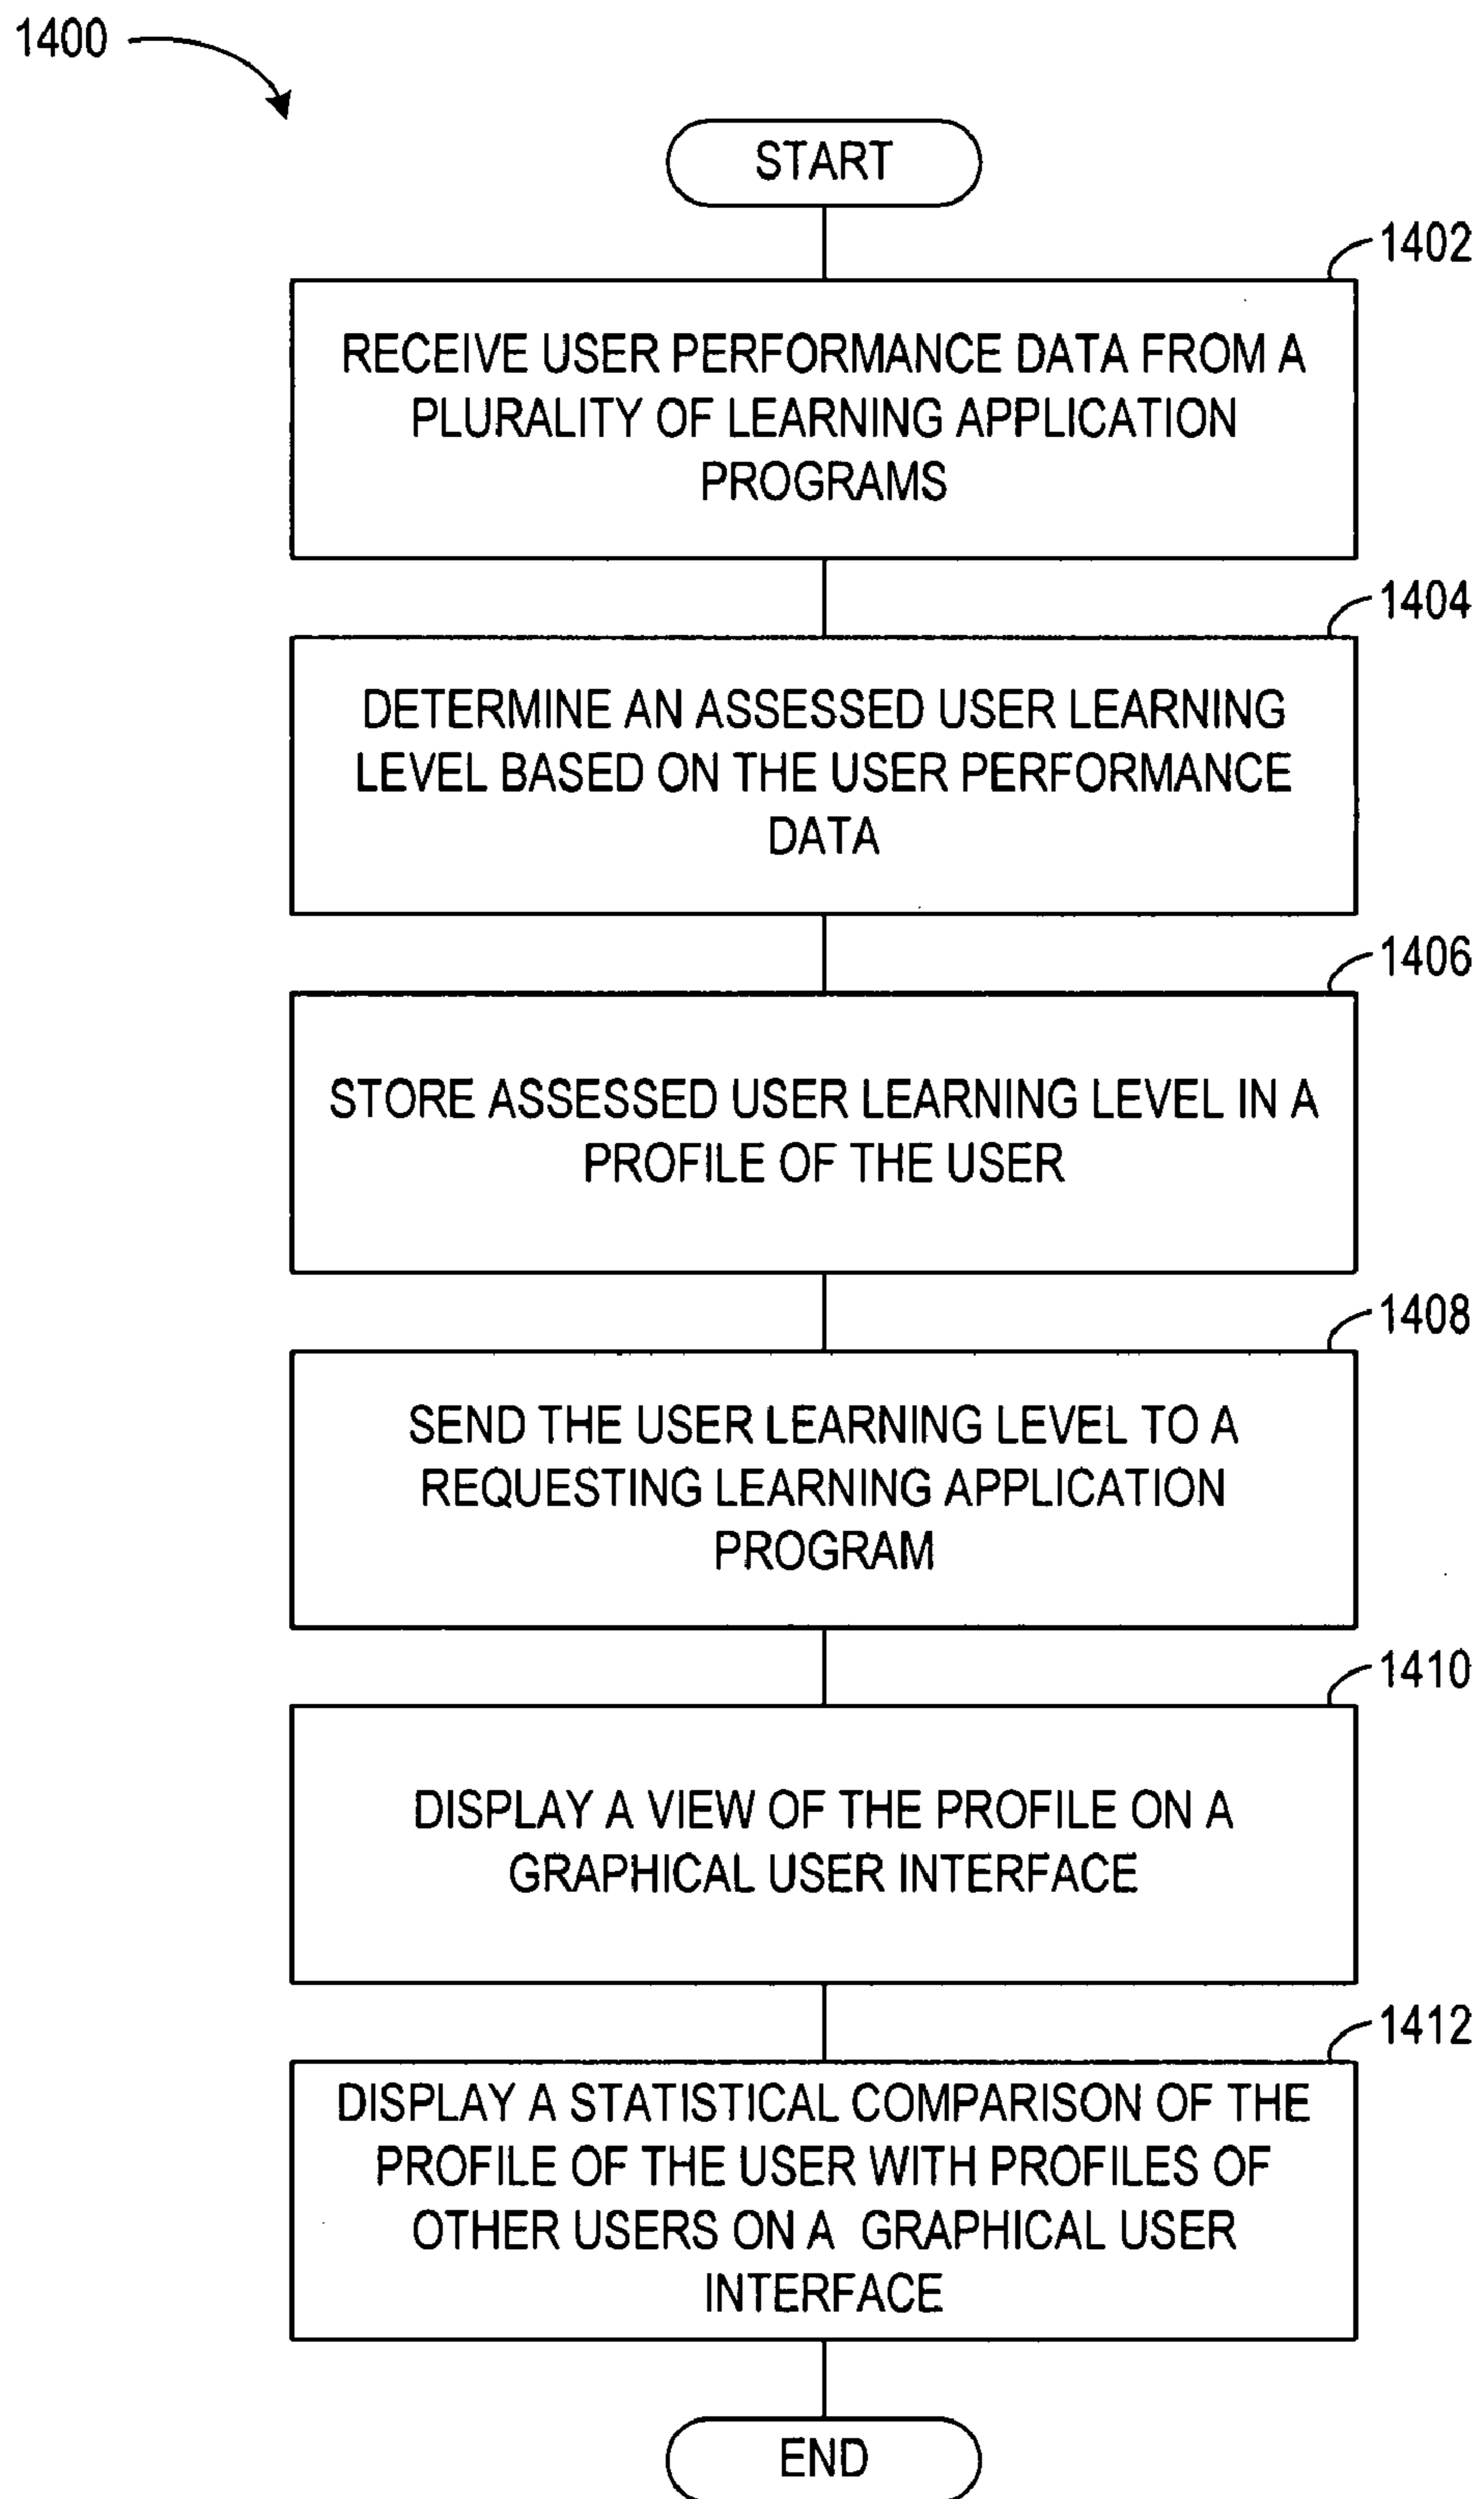 1400
START
1402
RECEIVE USER PERFORMANCE DATA FROM A
PLURALITY OF LEARNING APPLICATION
PROGRAMS
1404
DETERMINE AN ASSESSED USER LEARNING
LEVEL BASED ON THE USER PERFORMANCE
DATA
1406
STORE ASSESSED USER LEARNING LEVEL IN A
PROFILE OF THE USER
1408
SEND THE USER LEARNING LEVEL TO A
REQUESTING LEARNING APPLICATION
PROGRAM
1410
DISPLAY A VIEW OF THE PROFILE ON A
GRAPHICAL USER INTERFACE
1412
DISPLAY A STATISTICAL COMPARISON OF THE
PROFILE OF THE USER WITH PROFILES OF
OTHER USERS ON A GRAPHICAL USER
INTERFACE
END